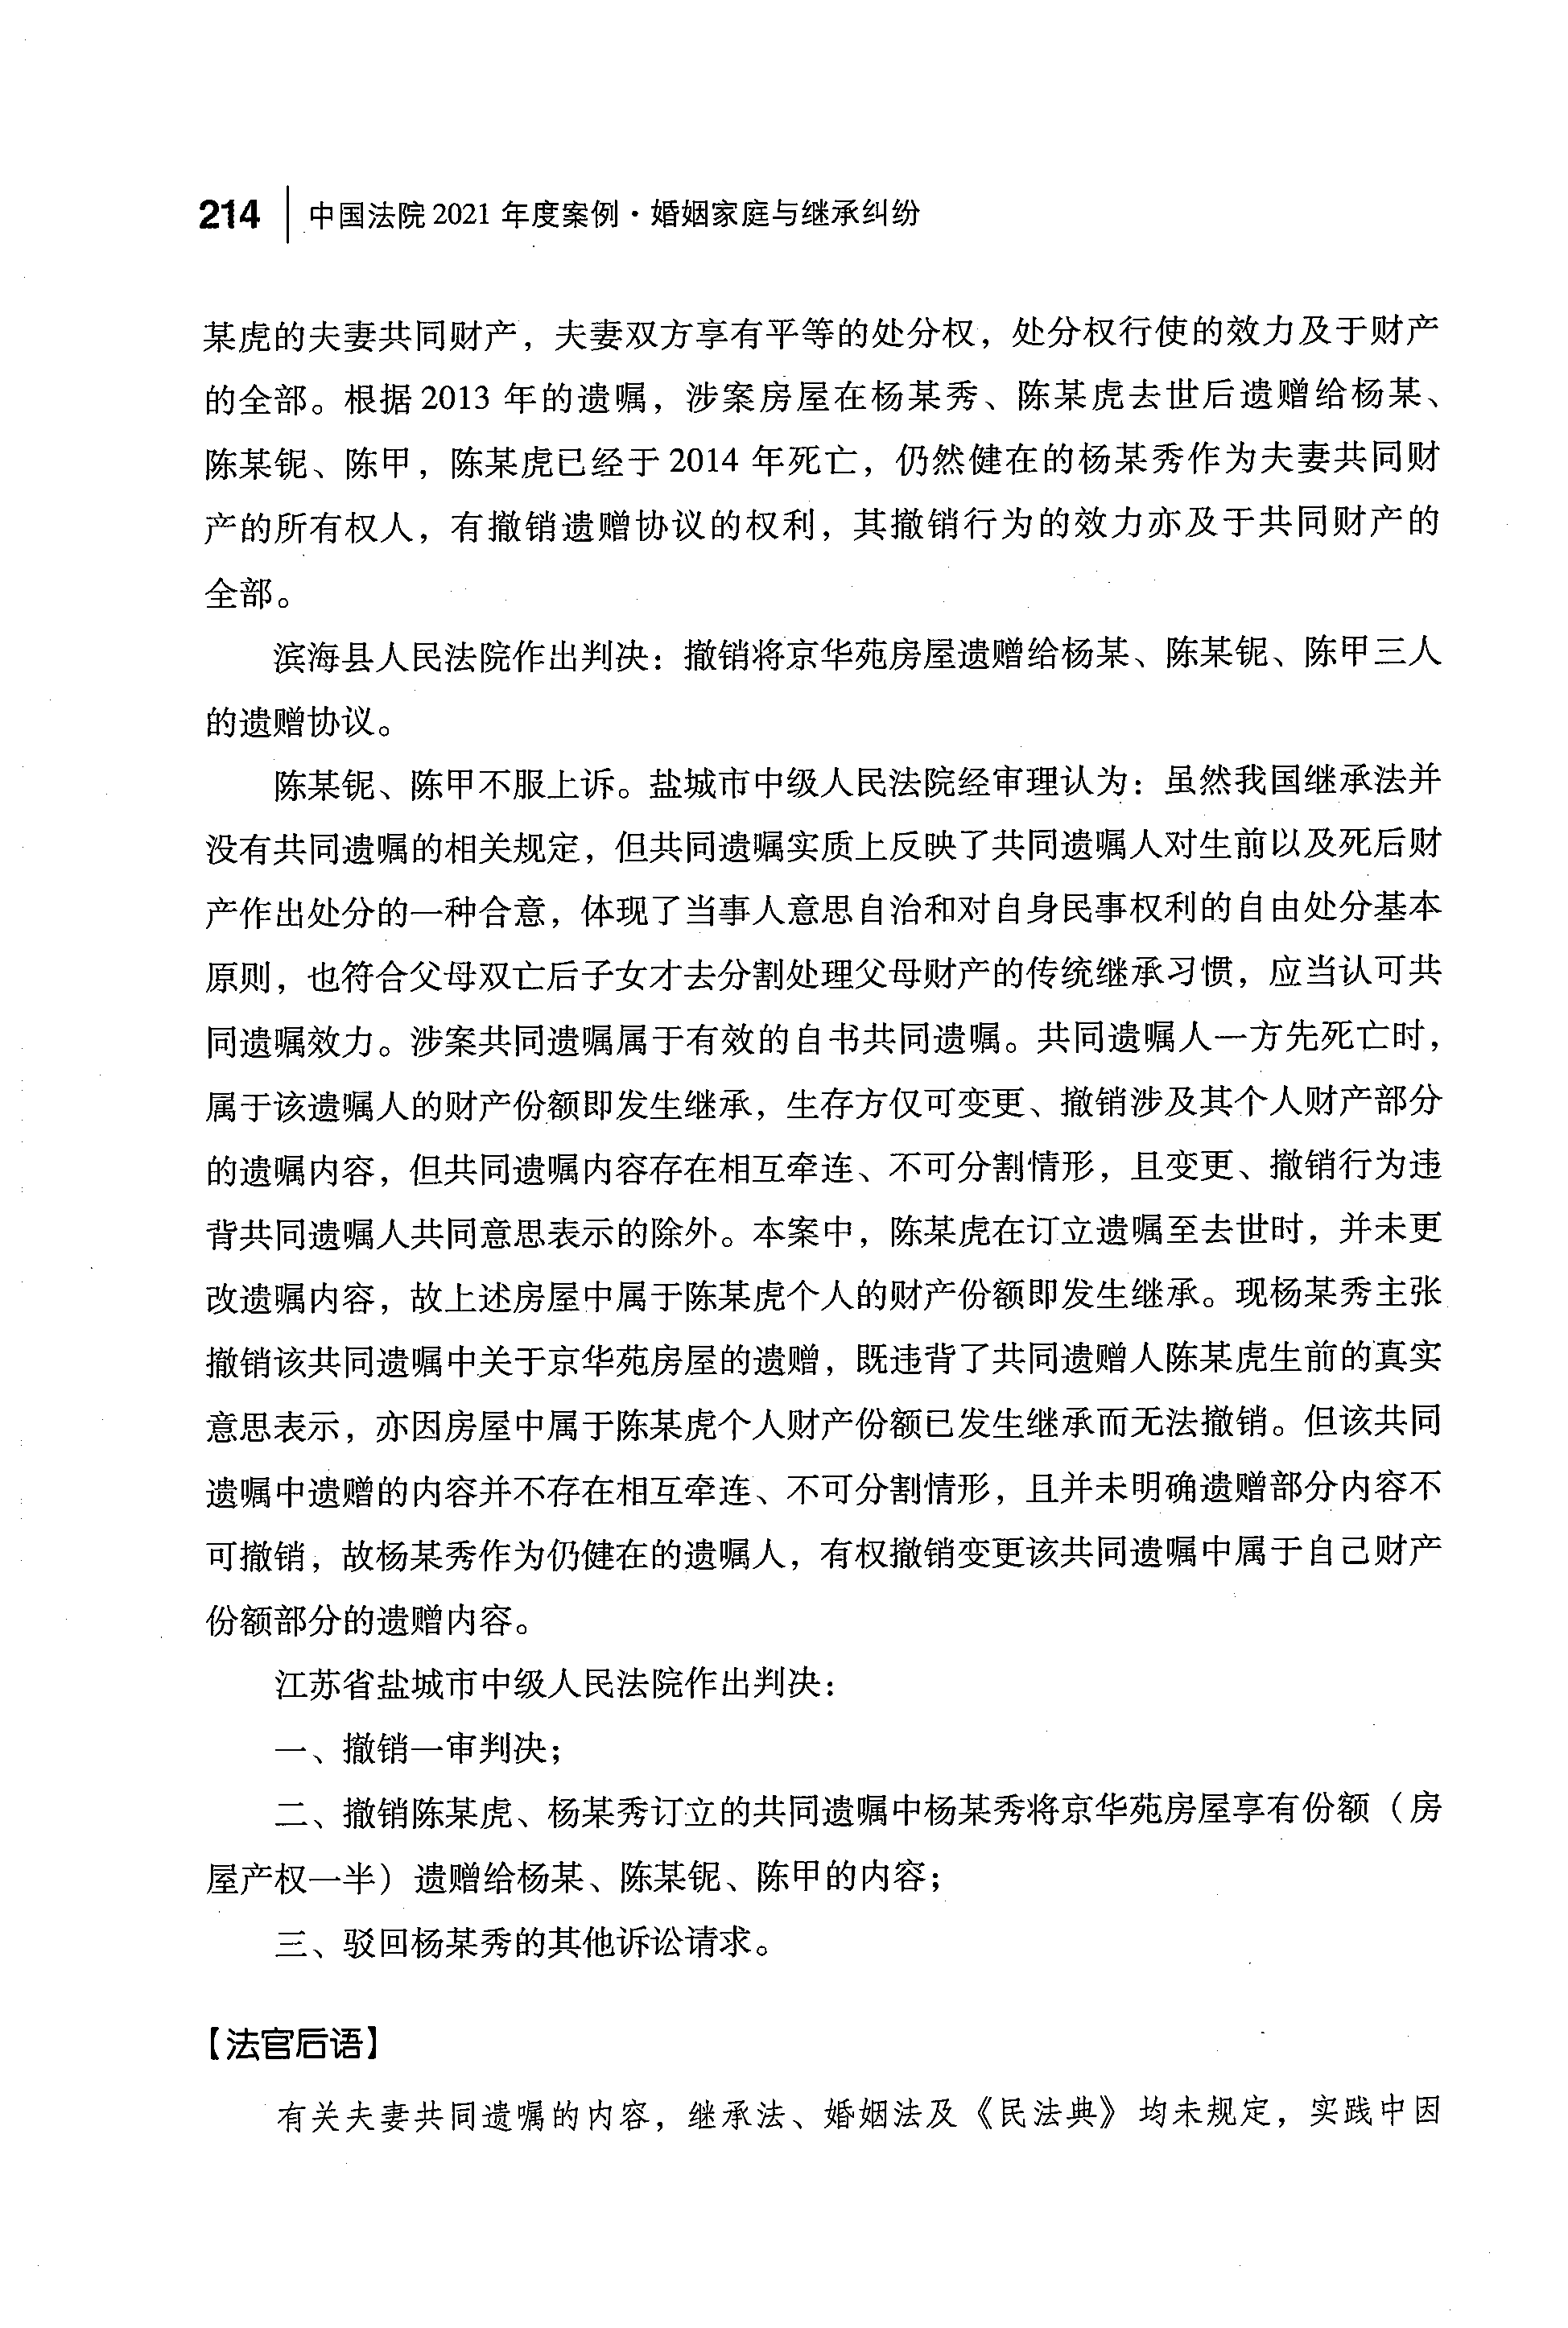 214 中国法院2021年度案例·婚姻家庭与继承纠纷
某虎的夫妻共同财产，夫妻双方享有平等的处分权，处分权行使的效力及于财产
的全部。根据2013年的遗嘱，涉案房屋在杨某秀、陈某虎去世后遗赠给杨某、
陈某铌、陈甲，陈某虎已经于2014年死亡，仍然健在的杨某秀作为夫妻共同财
产的所有权人，有撤销遗赠协议的权利，其撤销行为的效力亦及于共同财产的
全部。
滨海县人民法院作出判决：撤销将京华苑房屋遗赠给杨某、陈某铌、陈甲三人
的遗赠协议。
陈某铌、陈甲不服上诉。盐城市中级人民法院经审理认为：虽然我国继承法并
没有共同遗嘱的相关规定，但共同遗嘱实质上反映了共同遗嘱人对生前以及死后财
产作出处分的一种合意，体现了当事人意思自治和对自身民事权利的自由处分基本
原则，也符合父母双亡后子女才去分割处理父母财产的传统继承习惯，应当认可共
同遗嘱效力。涉案共同遗嘱属于有效的自书共同遗嘱。共同遗嘱人一方先死亡时，
属于该遗嘱人的财产份额即发生继承，生存方仅可变更、撤销涉及其个人财产部分
的遗嘱内容，但共同遗嘱内容存在相互牵连、不可分割情形，且变更、撤销行为违
背共同遗嘱人共同意思表示的除外。本案中，陈某虎在订立遗嘱至去世时，并未更
改遗嘱内容，故上述房屋中属于陈某虎个人的财产份额即发生继承。现杨某秀主张
撤销该共同遗嘱中关于京华苑房屋的遗赠，既违背了共同遗赠人陈某虎生前的真实
意思表示，亦因房屋中属于陈某虎个人财产份额已发生继承而无法撤销。但该共同
遗嘱中遗赠的内容并不存在相互牵连、不可分割情形，且并未明确遗赠部分内容不
可撤销，故杨某秀作为仍健在的遗嘱人，有权撤销变更该共同遗嘱中属于自己财产
份额部分的遗赠内容。
江苏省盐城市中级人民法院作出判决：
一、撤销一审判决；
二、撤销陈某虎、杨某秀订立的共同遗嘱中杨某秀将京华苑房屋享有份额（房
屋产权一半）遗赠给杨某、陈某铌、陈甲的内容；
三、驳回杨某秀的其他诉讼请求。
【法官后语】
有关夫妻共同遗嘱的内容，继承法、婚姻法及《民法典》均未规定，实践中因